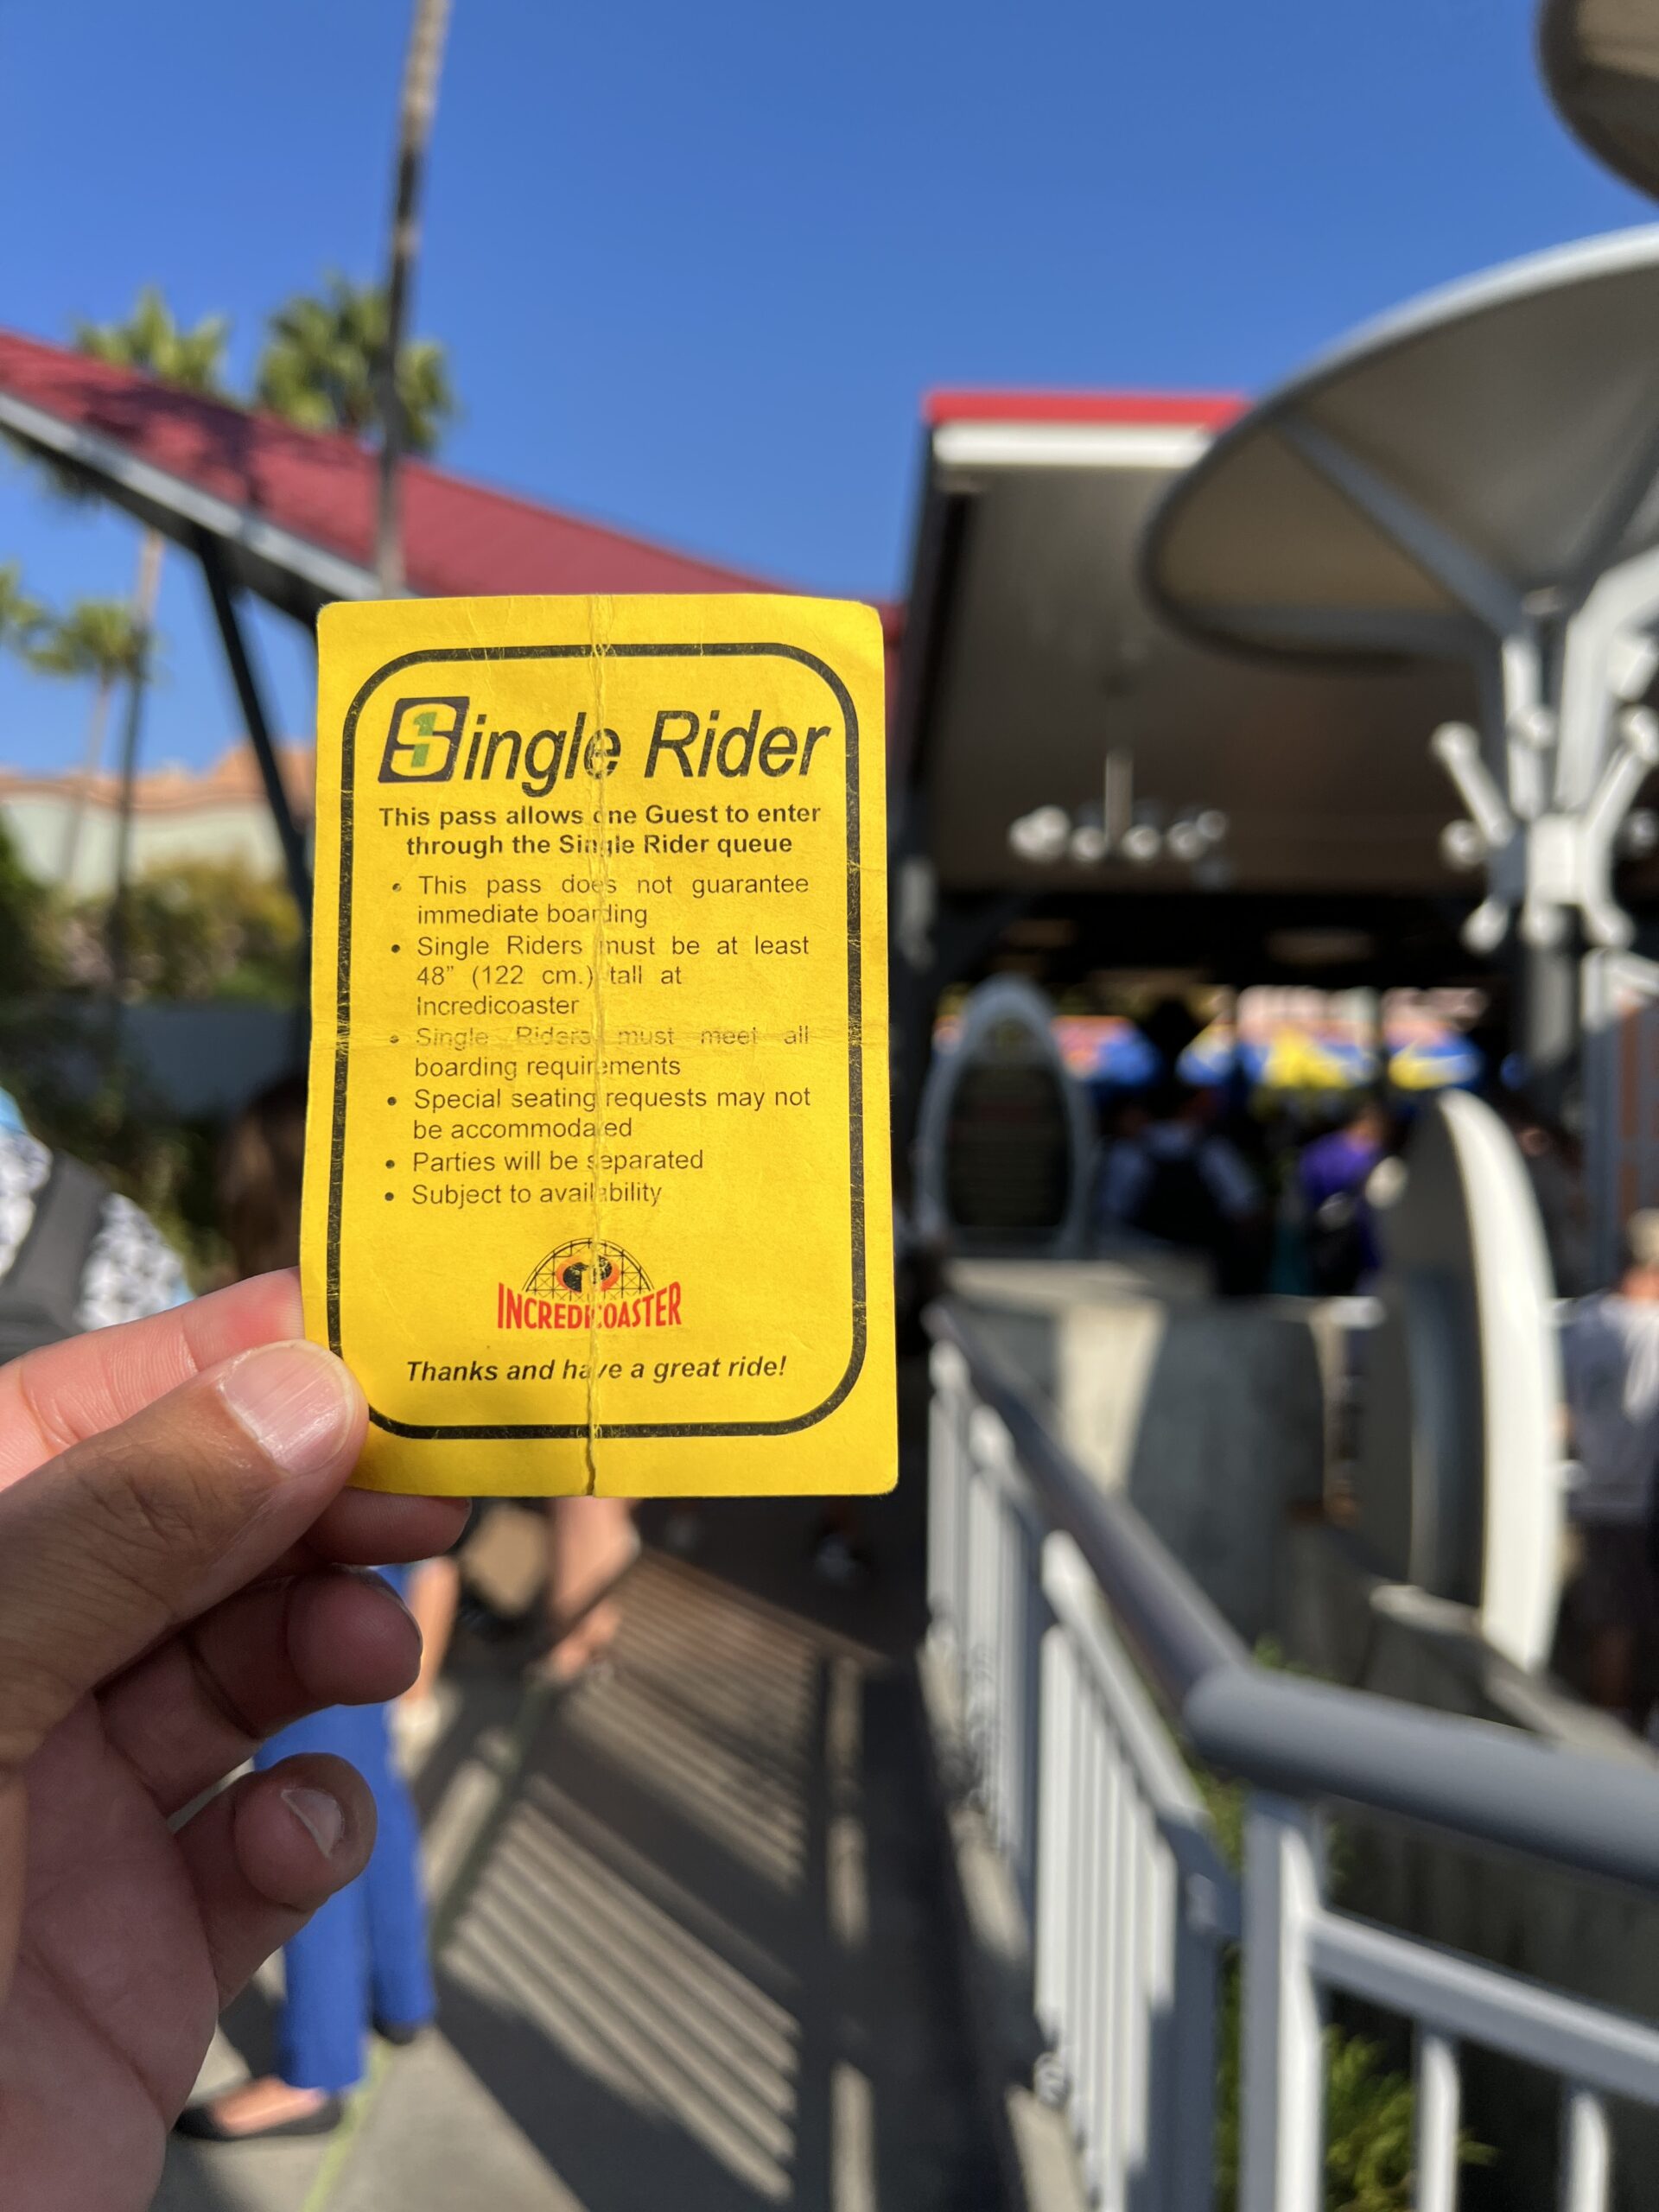 Single Rider
This pass allows one Guest to enter
through the Single Rider queue
• This pass does not guarantee
immediate boarding
• Single Riders must be at least
48” (122 cm.) tall at
Incredicoaster
• Single Riders must meet all
boarding requirements
• Special seating requests may not
be accommodated
• Parties will be separated
• Subject to availability
INCREDICOASTER
Thanks and have a great ride!